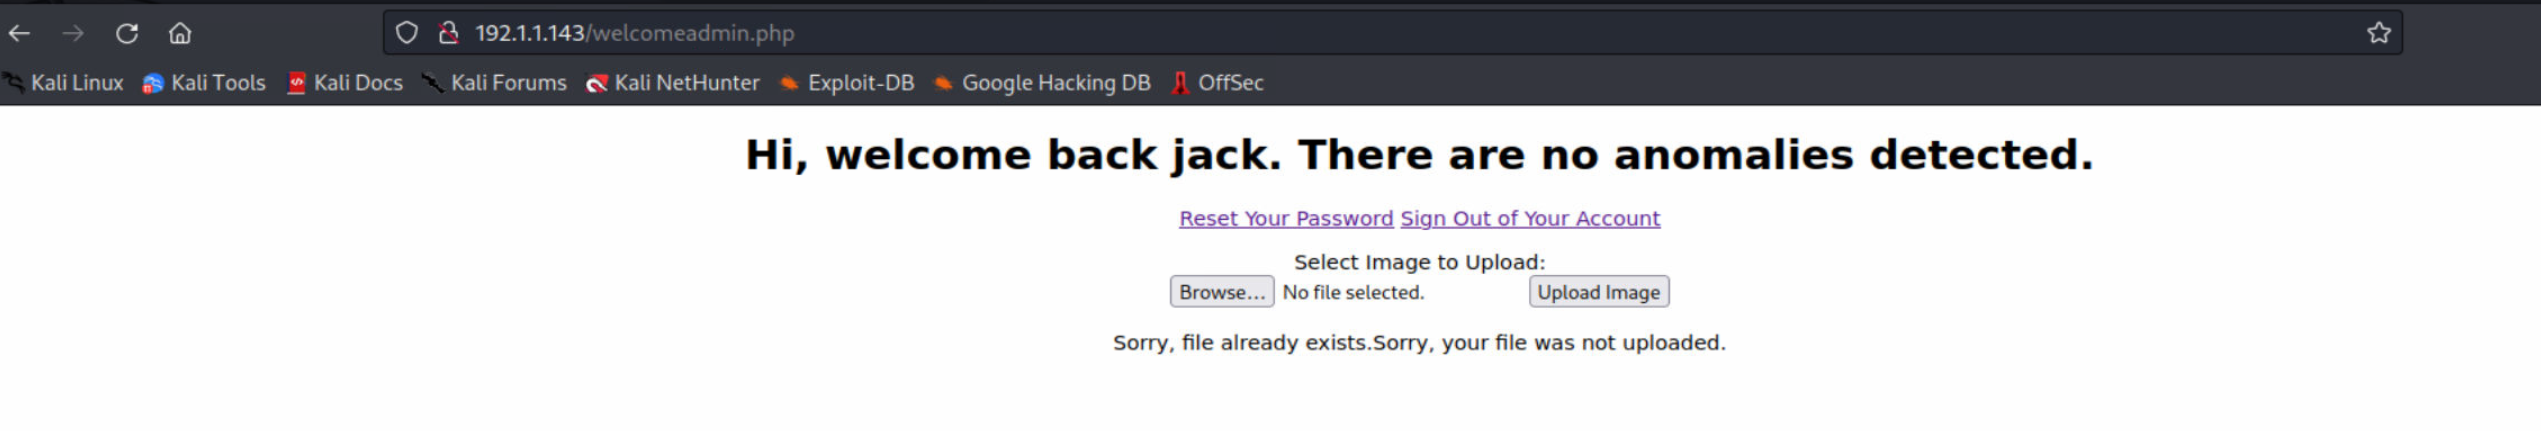 192.1.1.143/welcomeadmin.php
Kali Linux Kali Tools Kali Docs Kali Forums Kali NetHunter Exploit-DB Google Hacking DB OffSec
Hi, welcome back jack. There are no anomalies detected.
Reset Your Password Sign Out of Your Account
Select Image to Upload:
Browse... No file selected. Upload Image
Sorry, file already exists.Sorry, your file was not uploaded.